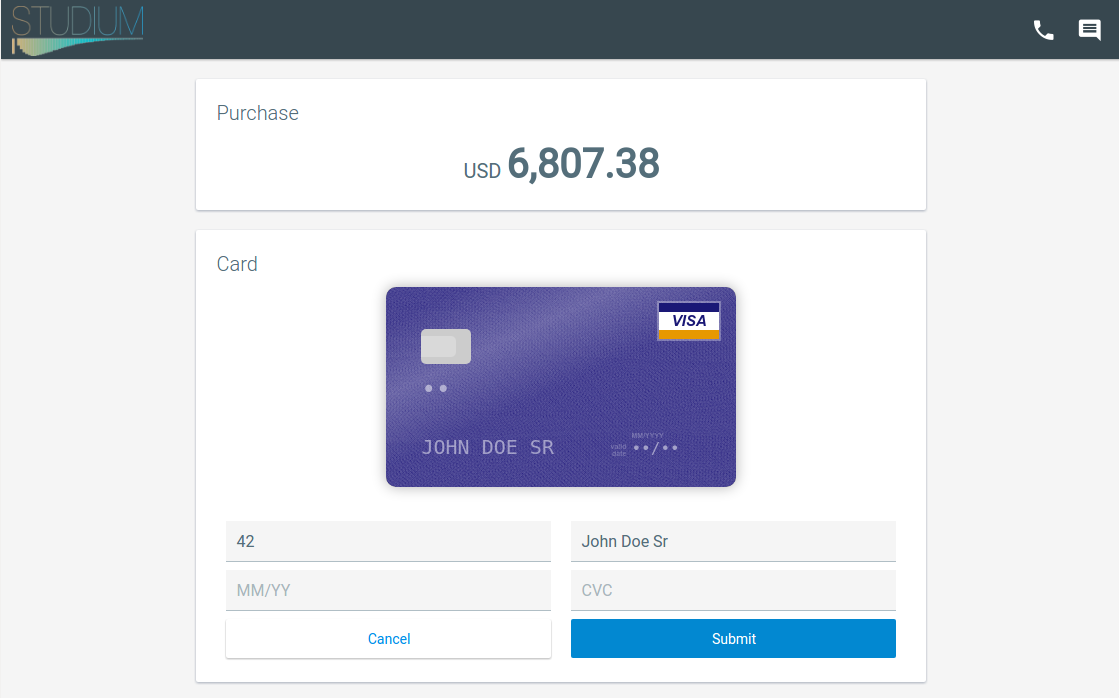 STUDIUM
Purchase
USD 6,807.38
Card
VISA
••
MM/YYYY
JOHN DOE SR
valid
date
••/••
42
John Doe Sr
MM/YY
CVC
Cancel
Submit